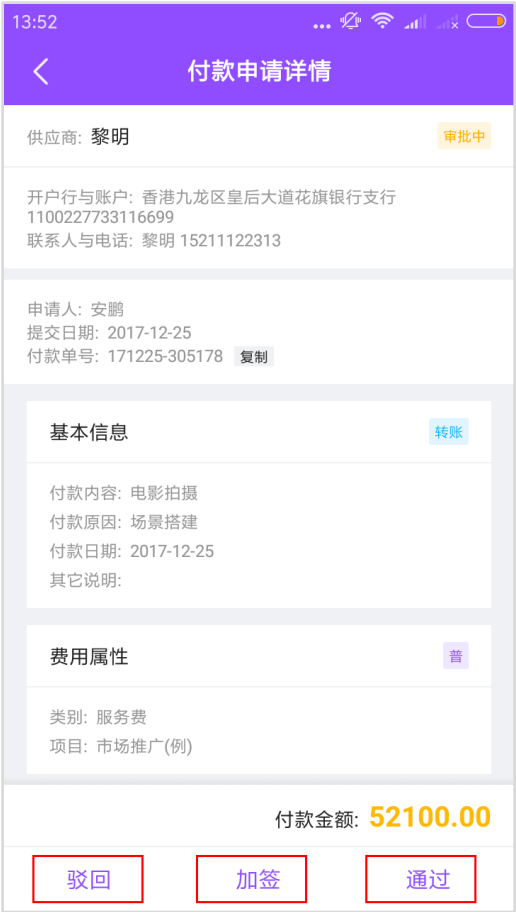 13:52
付款申请详情
供应商: 黎明 审批中
开户行与账户: 香港九龙区皇后大道花旗银行支行
1100227733116699
联系人与电话: 黎明 15211122313
申请人: 安鹏
提交日期: 2017-12-25
付款单号: 171225-305178 复制
基本信息 转账
付款内容: 电影拍摄
付款原因: 场景搭建
付款日期: 2017-12-25
其它说明:
费用属性 普
类别: 服务费
项目: 市场推广(例)
付款金额: 52100.00
驳回 加签 通过